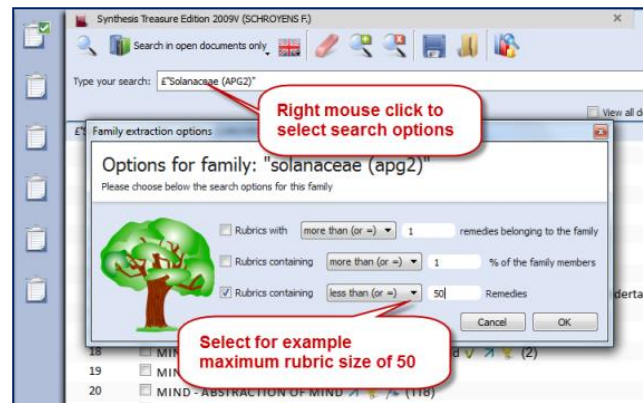 Synthesis Treasure Edition 2009V (SCHROYENS F.)
Search in open documents only
Type your search: £"Solanaceae (APG2)"
Right mouse click to
select search options
View all d
Family extraction options
Options for family: "solanaceae (apg2)"
Please choose below the search options for this family
Rubrics with more than (or =) 1 remedies belonging to the family
Rubrics containing more than (or =) 1 % of the family members
Rubrics containing less than (or =) 50 Remedies
derta
Cancel OK
Select for example
maximum rubric size of 50
18 MIN (2)
19 MIN
20 MIND - ABSTRACTION OF MIND (118)